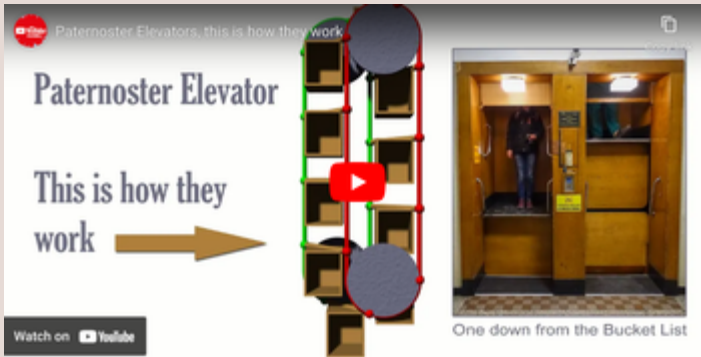 Paternoster Elevators, this is how they work
Paternoster Elevator
This is how they
work
One down from the Bucket List
Watch on YouTube